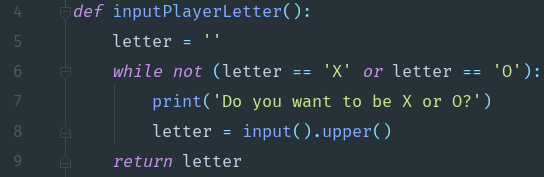 4 def inputPlayerLetter():
5     letter = ''
6     while not (letter == 'X' or letter == 'O'):
7         print('Do you want to be X or O?')
8         letter = input().upper()
9     return letter